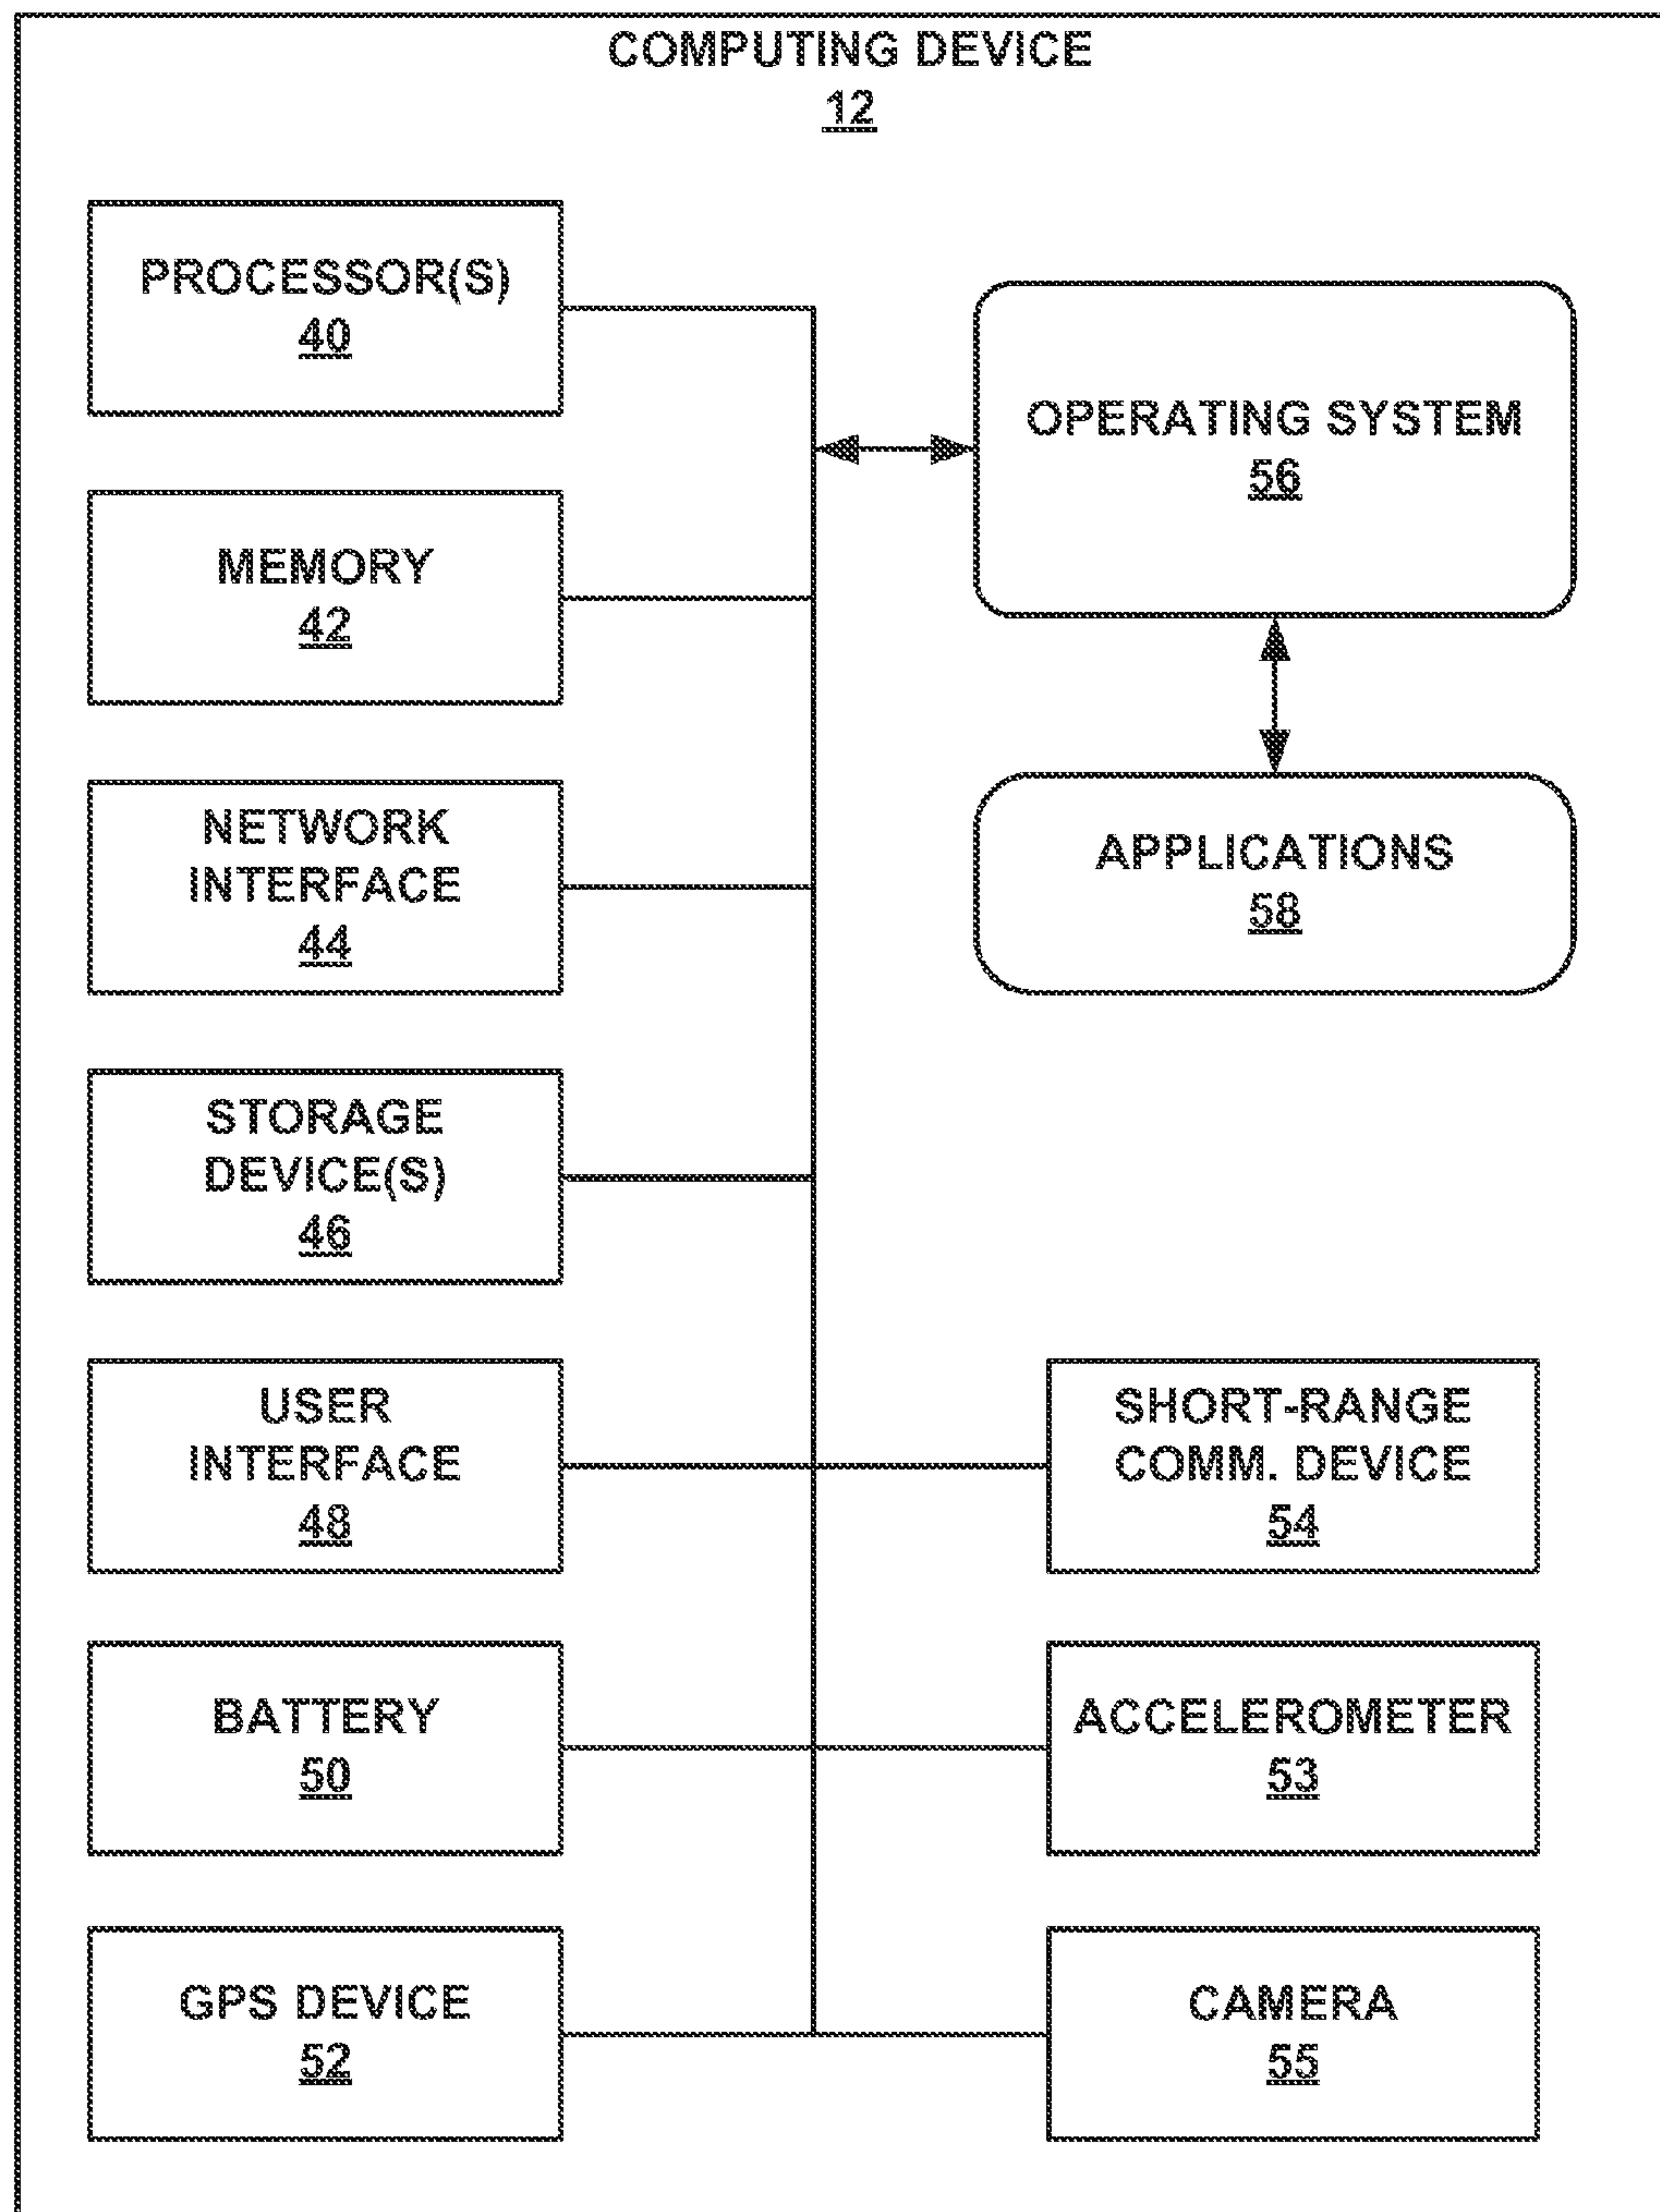 COMPUTING DEVICE
12
PROCESSOR(S)
40
OPERATING SYSTEM
56
MEMORY
42
NETWORK
INTERFACE
44
APPLICATIONS
58
STORAGE
DEVICE(S)
46
USER
INTERFACE
48
SHORT-RANGE
COMM. DEVICE
54
BATTERY
50
ACCELEROMETER
53
GPS DEVICE
52
CAMERA
55